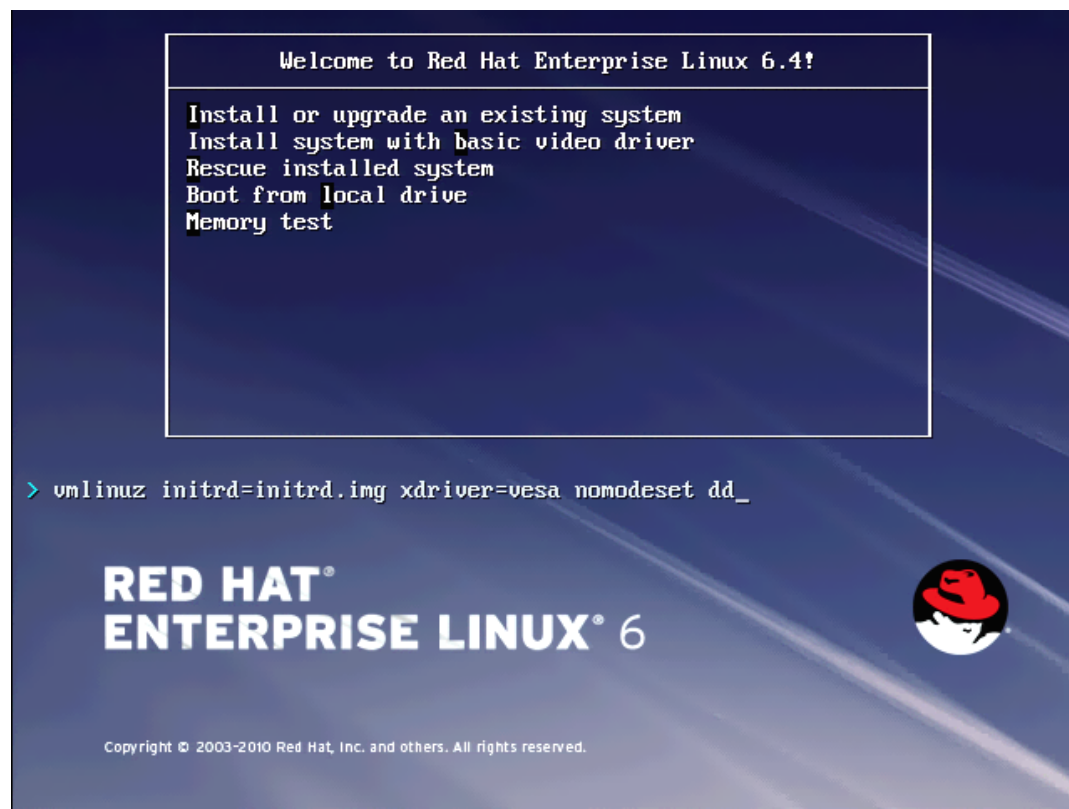 Welcome to Red Hat Enterprise Linux 6.4!
Install or upgrade an existing system
Install system with basic video driver
Rescue installed system
Boot from local drive
Memory test
> vmlinuz initrd=initrd.img xdriver=vesa nomodeset dd_
RED HAT®
ENTERPRISE LINUX® 6
Copyright © 2003-2010 Red Hat, Inc. and others. All rights reserved.